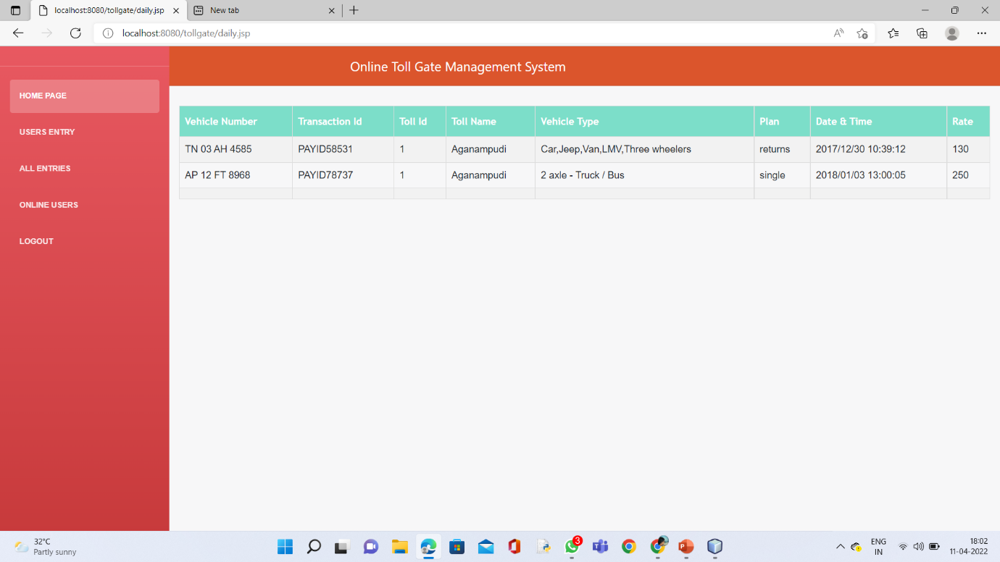 localhost:8080/tollgate/daily.jsp New tab
localhost:8080/tollgate/daily.jsp
Online Toll Gate Management System
HOME PAGE
USERS ENTRY
ALL ENTRIES
ONLINE USERS
LOGOUT
Vehicle Number Transaction Id Toll Id Toll Name Vehicle Type Plan Date & Time Rate
TN 03 AH 4585 PAYID58531 1 Aganampudi Car,Jeep,Van,LMV,Three wheelers returns 2017/12/30 10:39:12 130
AP 12 FT 8968 PAYID78737 1 Aganampudi 2 axle - Truck / Bus single 2018/01/03 13:00:05 250
32°C
Partly sunny
3
ENG
IN
18:02
11-04-2022